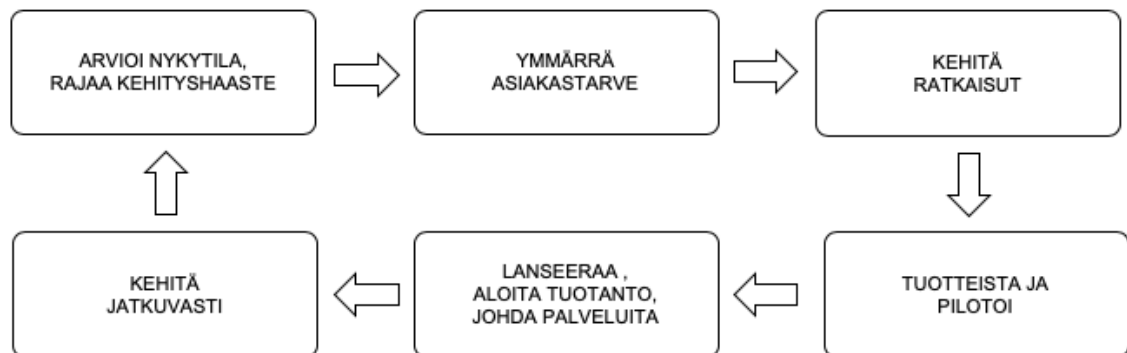 ARVIOI NYKYTILA,
RAJAA KEHITYSHAASTE
YMMÄRRÄ
ASIAKASTARVE
KEHITÄ
RATKAISUT
TUOTTEISTA JA
PILOTOI
LANSEERAA ,
ALOITA TUOTANTO,
JOHDA PALVELUITA
KEHITÄ
JATKUVASTI